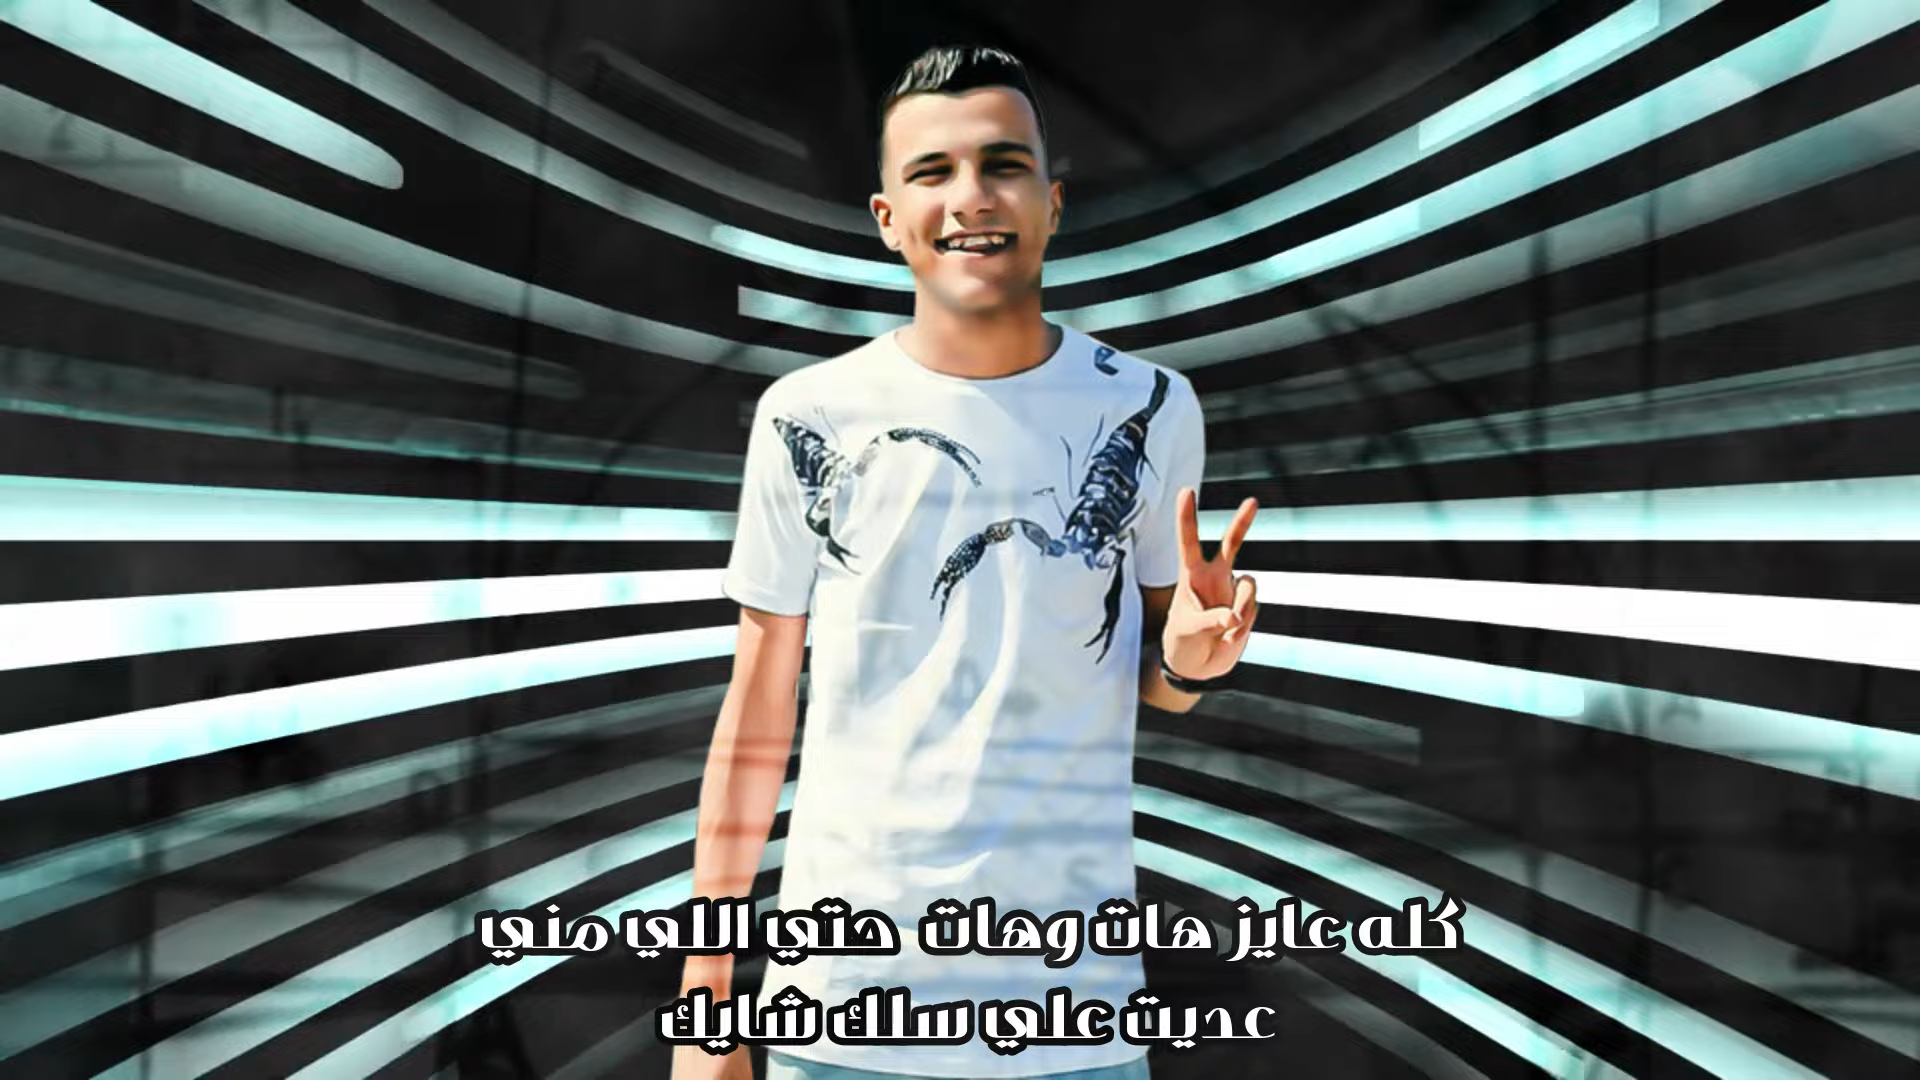 كله عايز هات وهات حتي اللي مني
عديت علي سلك شايك